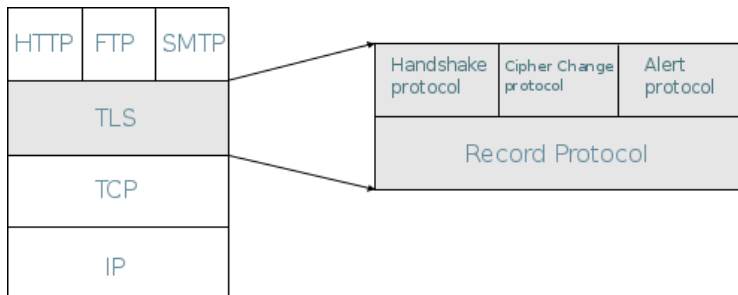 HTTP FTP SMTP
TLS
TCP
IP
Handshake
protocol
Cipher Change
protocol
Alert
protocol
Record Protocol